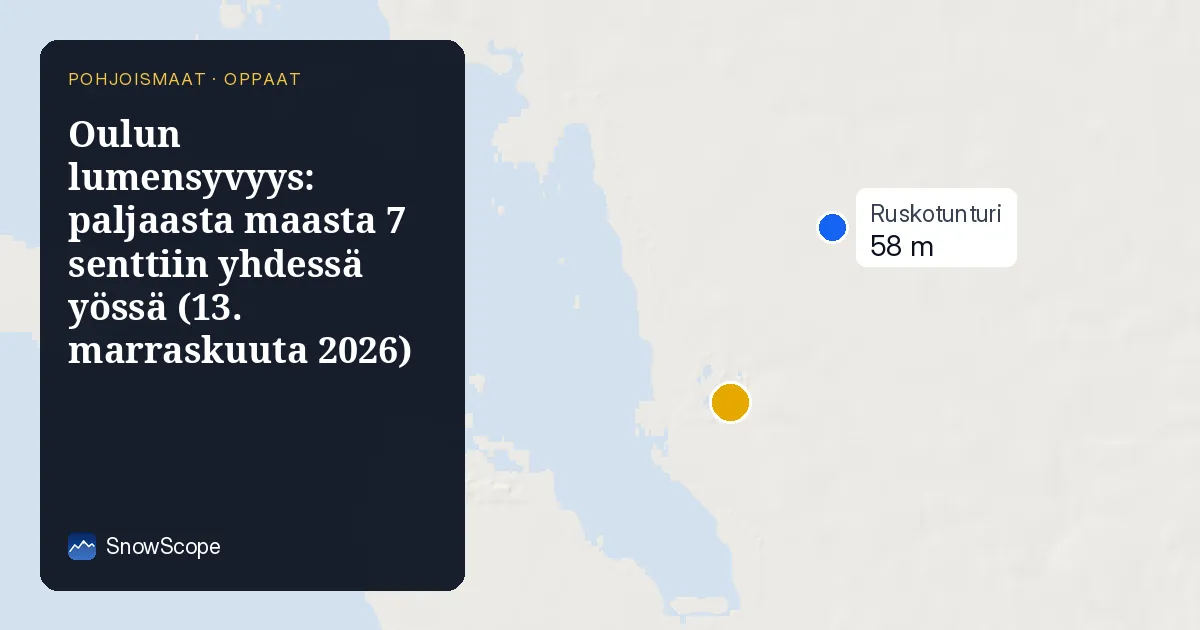 POHJOISMAAT · OPPAAT
Oulun
lumensyvyys:
paljaasta maasta 7
senttiin yhdessä
yössä (13.
marraskuuta 2026)
SnowScope
Ruskotunturi
58 m